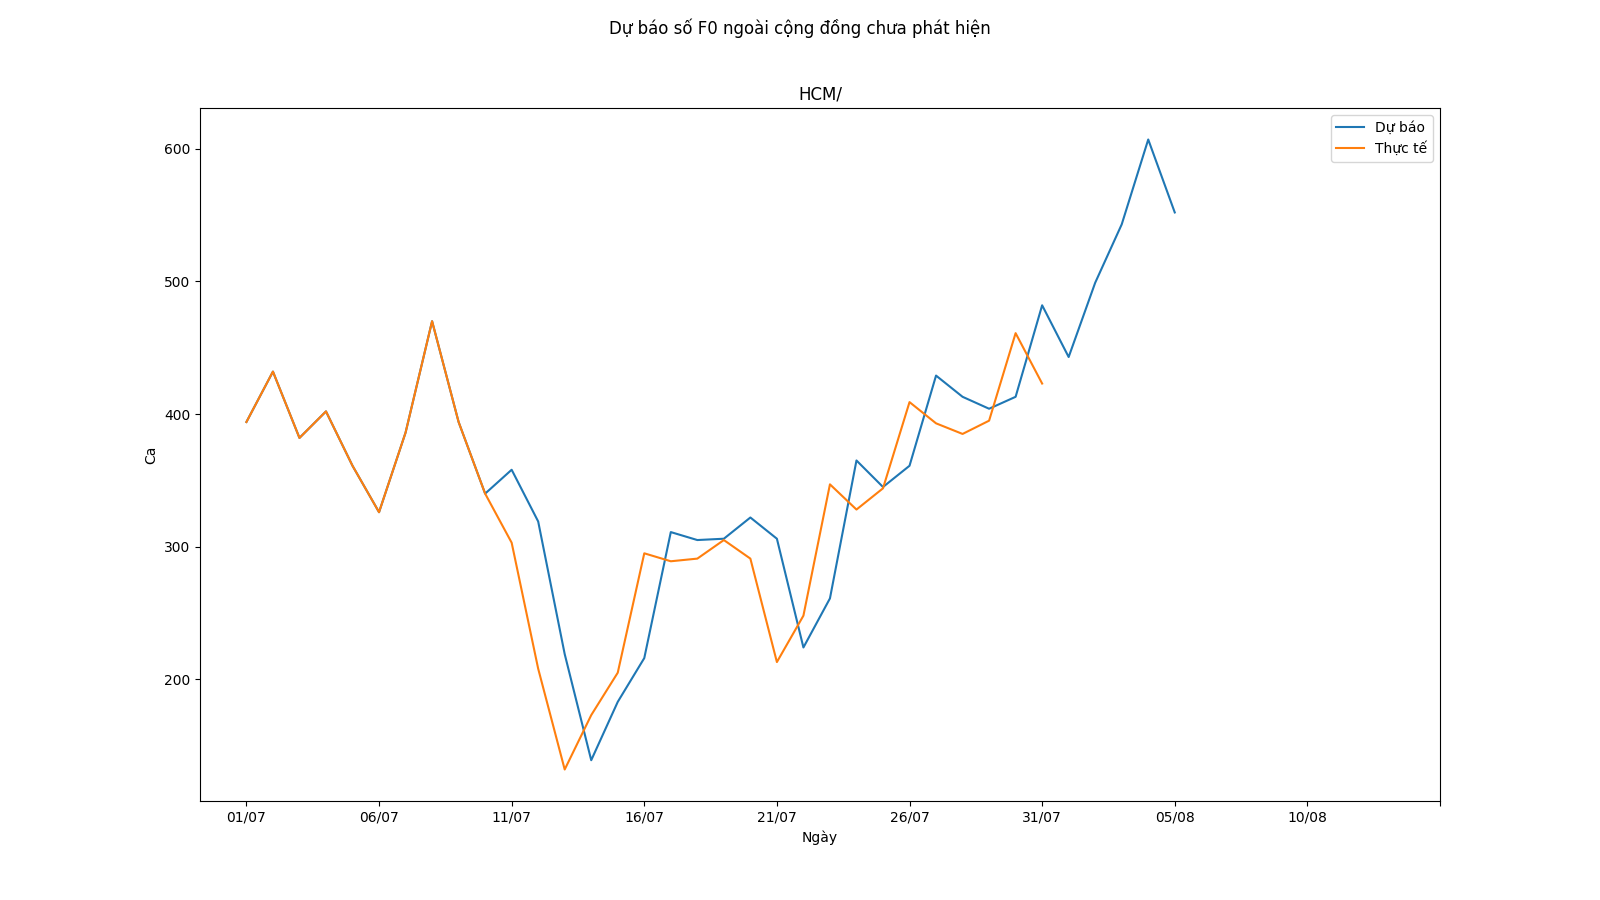 Dự báo số F0 ngoài cộng đồng chưa phát hiện
HCM/
Dự báo
Thực tế
600
500
400
300
200
Ca
01/07 06/07 11/07 16/07 21/07 26/07 31/07 05/08 10/08
Ngày